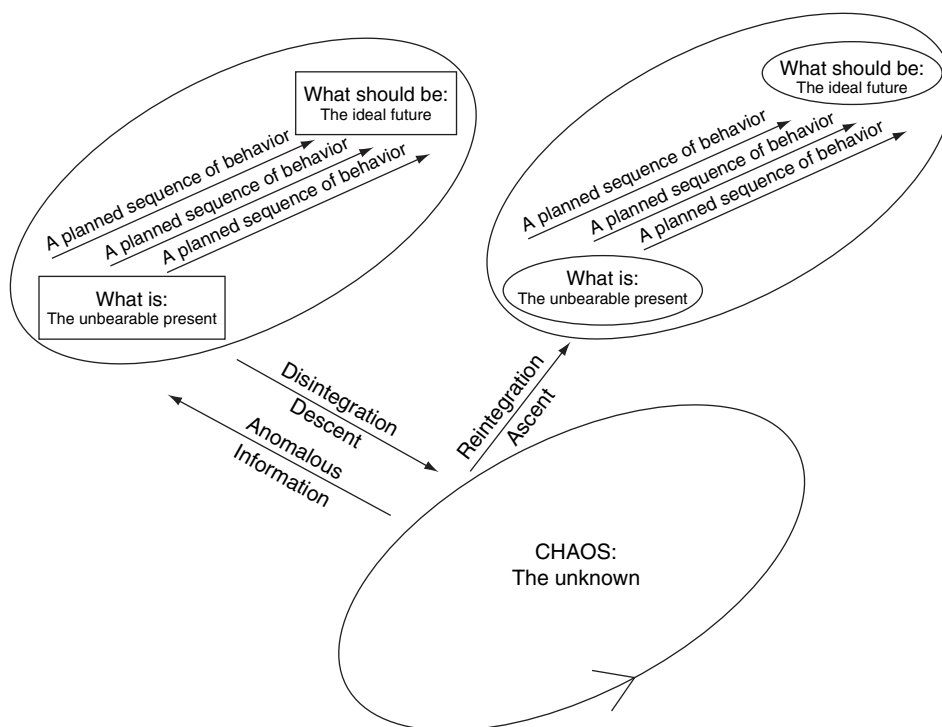 What should be:
The ideal future
A planned sequence of behavior
A planned sequence of behavior
A planned sequence of behavior
What is:
The unbearable present
What should be:
The ideal future
A planned sequence of behavior
A planned sequence of behavior
A planned sequence of behavior
What is:
The unbearable present
Disintegration
Descent
Anomalous
Information
Reintegration
Ascent
CHAOS:
The unknown